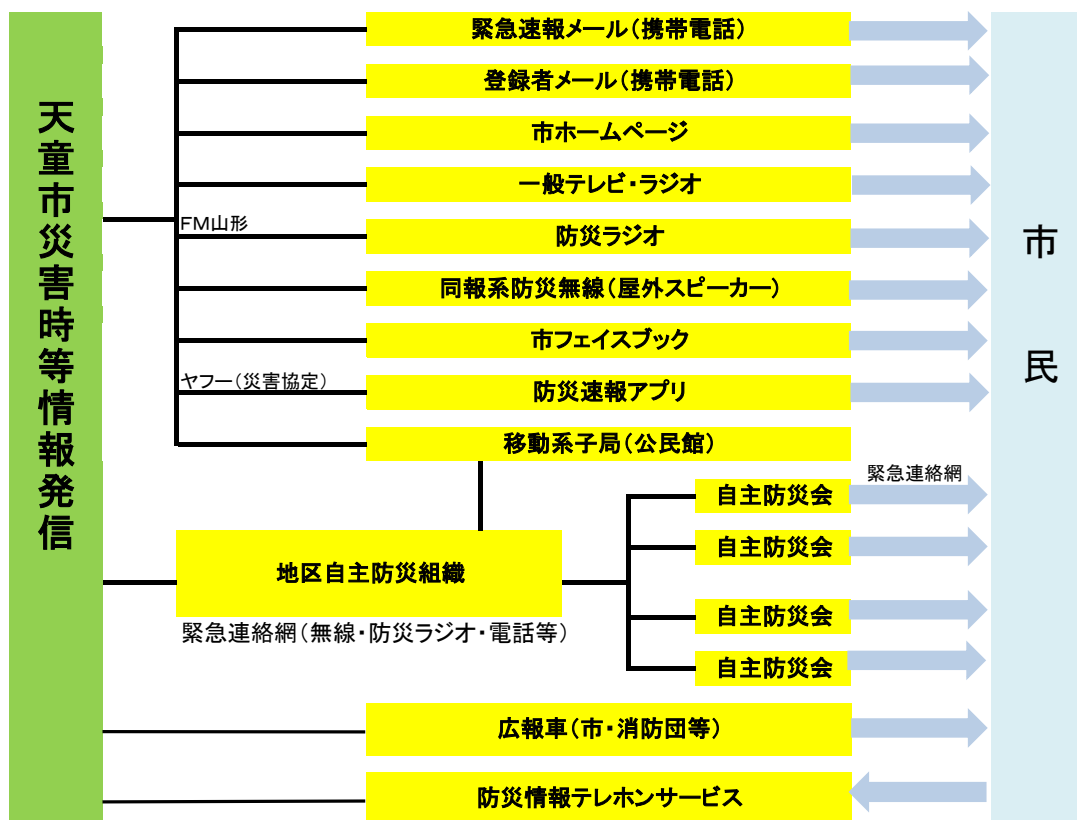 天童市災害時等情報発信
緊急速報メール（携帯電話）
登録者メール（携帯電話）
市ホームページ
一般テレビ・ラジオ
ＦＭ山形
防災ラジオ
同報系防災無線（屋外スピーカー）
市フェイスブック
ヤフー（災害協定）
防災速報アプリ
移動系子局（公民館）
緊急連絡網
自主防災会
自主防災会
地区自主防災組織
自主防災会
緊急連絡網（無線・防災ラジオ・電話等）
自主防災会
広報車（市・消防団等）
防災情報テレホンサービス
市民